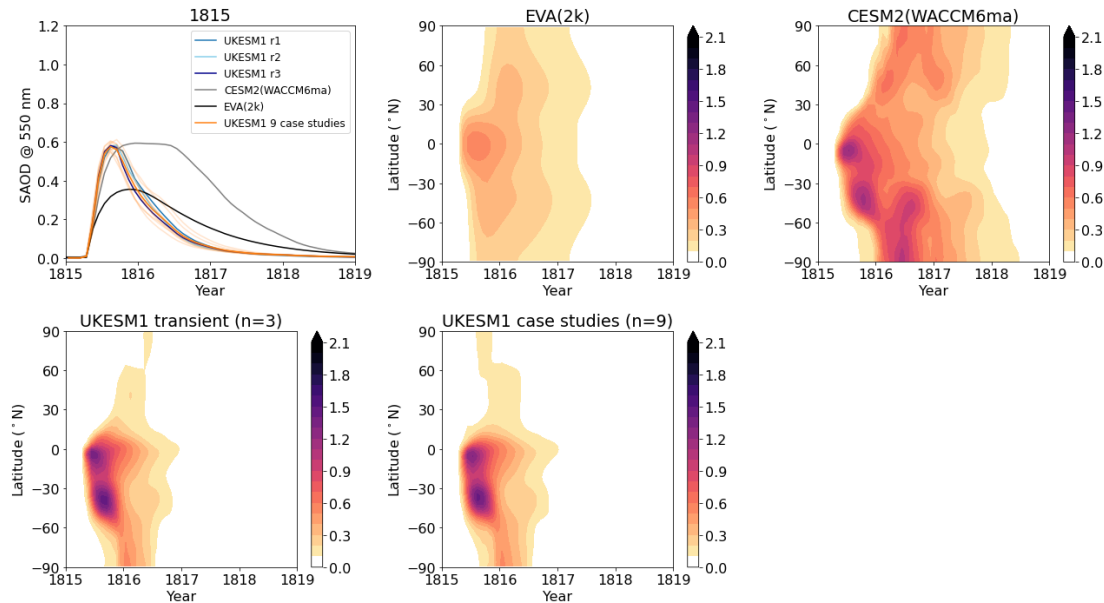 1815
SAOD @ 550 nm
1.2
1.0
0.8
0.6
0.4
0.2
0.0
UKESM1 r1
UKESM1 r2
UKESM1 r3
CESM2(WACCM6ma)
EVA(2k)
UKESM1 9 case studies
1815 1816 1817 1818 1819
Year
EVA(2k)
Latitude (°N)
90
60
30
0
−30
−60
−90
1815 1816 1817 1818 1819
Year
2.1
1.8
1.5
1.2
0.9
0.6
0.3
0.0
CESM2(WACCM6ma)
Latitude (°N)
90
60
30
0
−30
−60
−90
1815 1816 1817 1818 1819
Year
2.1
1.8
1.5
1.2
0.9
0.6
0.3
0.0
UKESM1 transient (n=3)
Latitude (°N)
90
60
30
0
−30
−60
−90
1815 1816 1817 1818 1819
Year
2.1
1.8
1.5
1.2
0.9
0.6
0.3
0.0
UKESM1 case studies (n=9)
Latitude (°N)
90
60
30
0
−30
−60
−90
1815 1816 1817 1818 1819
Year
2.1
1.8
1.5
1.2
0.9
0.6
0.3
0.0